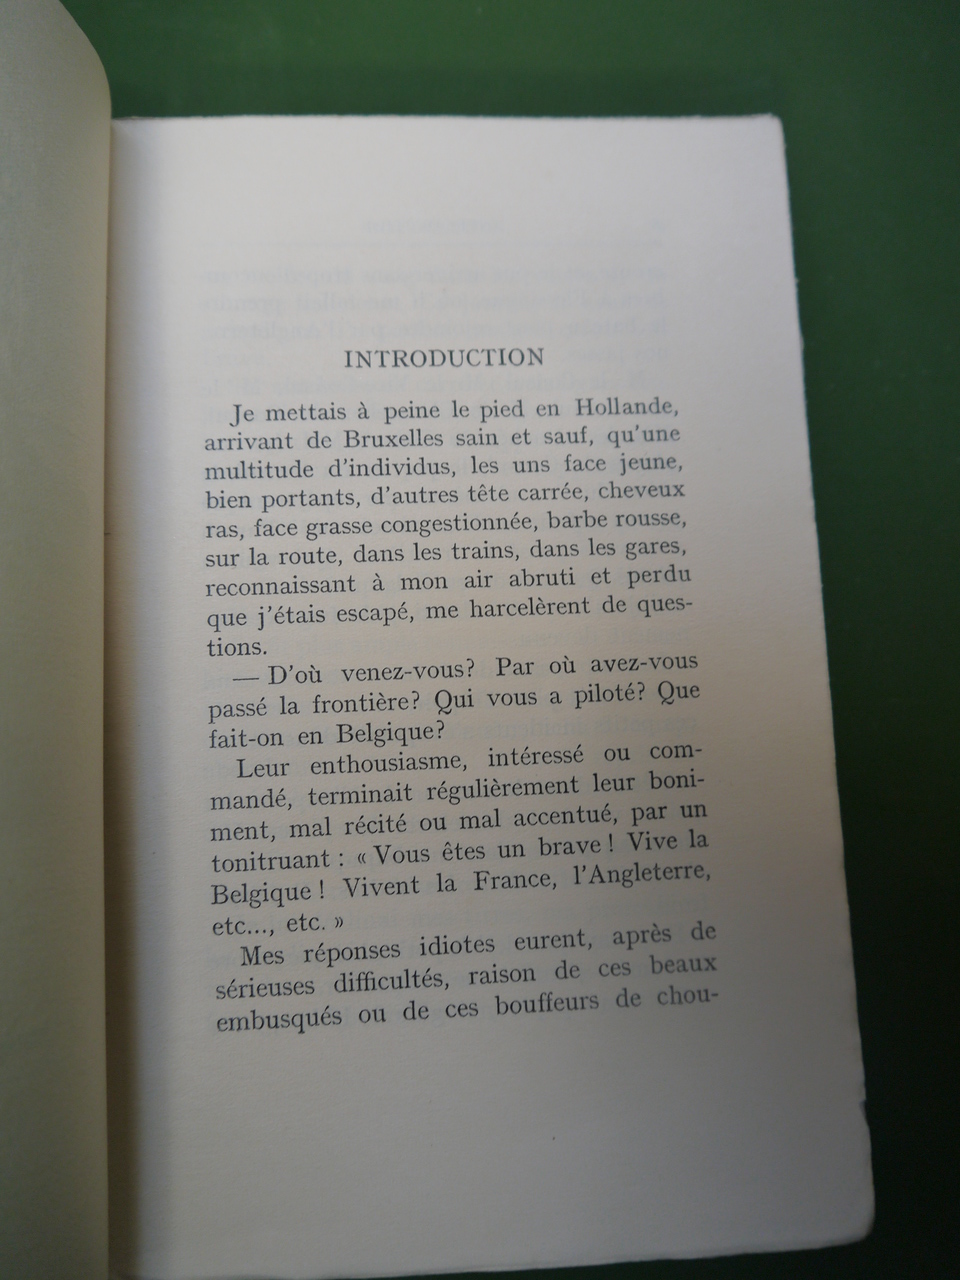 INTRODUCTION
Je mettais à peine le pied en Hollande,
arrivant de Bruxelles sain et sauf, qu'une
multitude d'individus, les uns face jeune,
bien portants, d'autres tête carrée, cheveux
ras, face grasse congestionnée, barbe rousse,
sur la route, dans les trains, dans les gares,
reconnaissant à mon air abruti et perdu
que j'étais escapé, me harcelèrent de ques-
tions.
— D'où venez-vous? Par où avez-vous
passé la frontière? Qui vous a piloté? Que
fait-on en Belgique?
Leur enthousiasme, intéressé ou com-
mandé, terminait régulièrement leur boni-
ment, mal récité ou mal accentué, par un
tonitruant : « Vous êtes un brave ! Vive la
Belgique ! Vivent la France, l'Angleterre,
etc..., etc. »
Mes réponses idiotes eurent, après de
sérieuses difficultés, raison de ces beaux
embusqués ou de ces bouffeurs de chou-